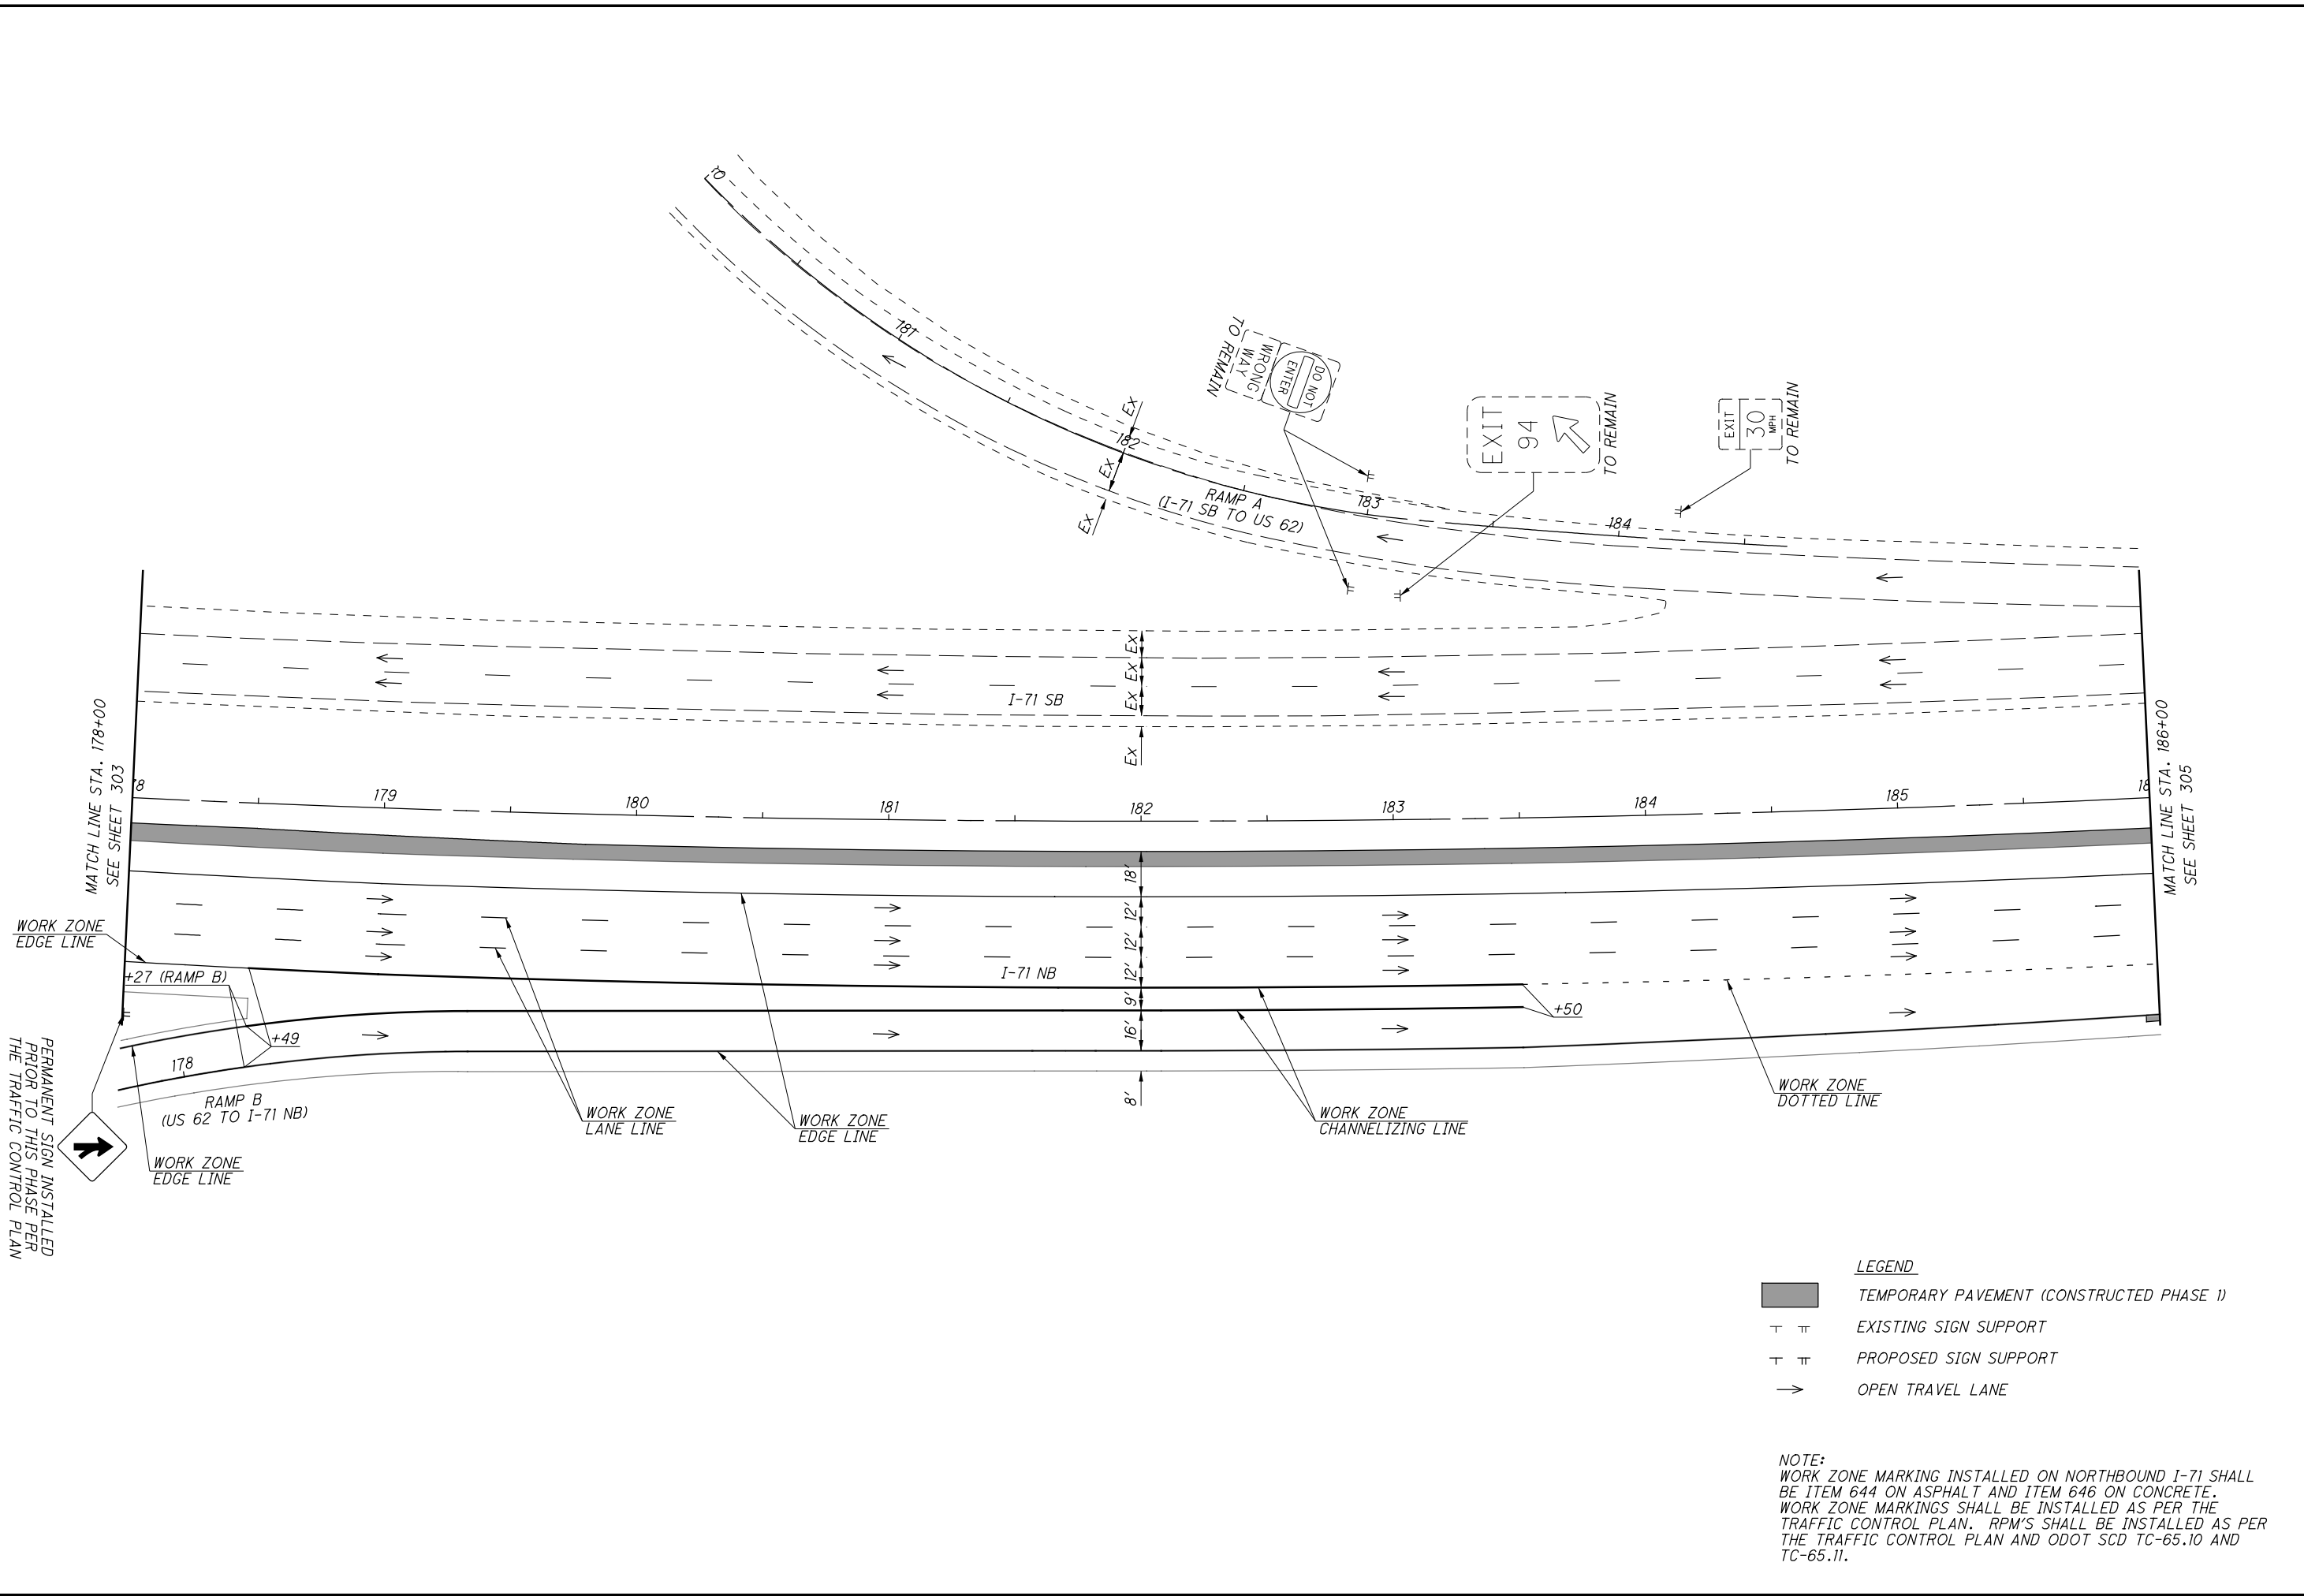 181
182
183
184
Ex
Ex
Ex
RAMP A
(I-71 SB TO US 62)
WRONG
WAY
DO NOT
ENTER
TO REMAIN
EXIT
94
TO REMAIN
EXIT
30
MPH
TO REMAIN
MATCH LINE STA. 178+00
SEE SHEET 303
Ex
Ex
Ex
Ex
I-71 SB
MATCH LINE STA. 186+00
SEE SHEET 305
78
179
180
181
182
183
184
185
18
18'
12'
12'
12'
9'
16'
8'
I-71 NB
WORK ZONE
EDGE LINE
+27 (RAMP B)
+49
+50
178
RAMP B
(US 62 TO I-71 NB)
WORK ZONE
EDGE LINE
WORK ZONE
LANE LINE
WORK ZONE
EDGE LINE
WORK ZONE
CHANNELIZING LINE
WORK ZONE
DOTTED LINE
PERMANENT SIGN INSTALLED
PRIOR TO THIS PHASE PER
THE TRAFFIC CONTROL PLAN
LEGEND
TEMPORARY PAVEMENT (CONSTRUCTED PHASE 1)
EXISTING SIGN SUPPORT
PROPOSED SIGN SUPPORT
OPEN TRAVEL LANE
NOTE:
WORK ZONE MARKING INSTALLED ON NORTHBOUND I-71 SHALL
BE ITEM 644 ON ASPHALT AND ITEM 646 ON CONCRETE.
WORK ZONE MARKINGS SHALL BE INSTALLED AS PER THE
TRAFFIC CONTROL PLAN. RPM'S SHALL BE INSTALLED AS PER
THE TRAFFIC CONTROL PLAN AND ODOT SCD TC-65.10 AND
TC-65.11.